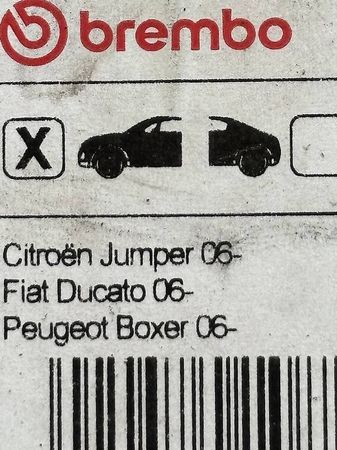 brembo
X
Citroën Jumper 06-
Fiat Ducato 06-
Peugeot Boxer 06-